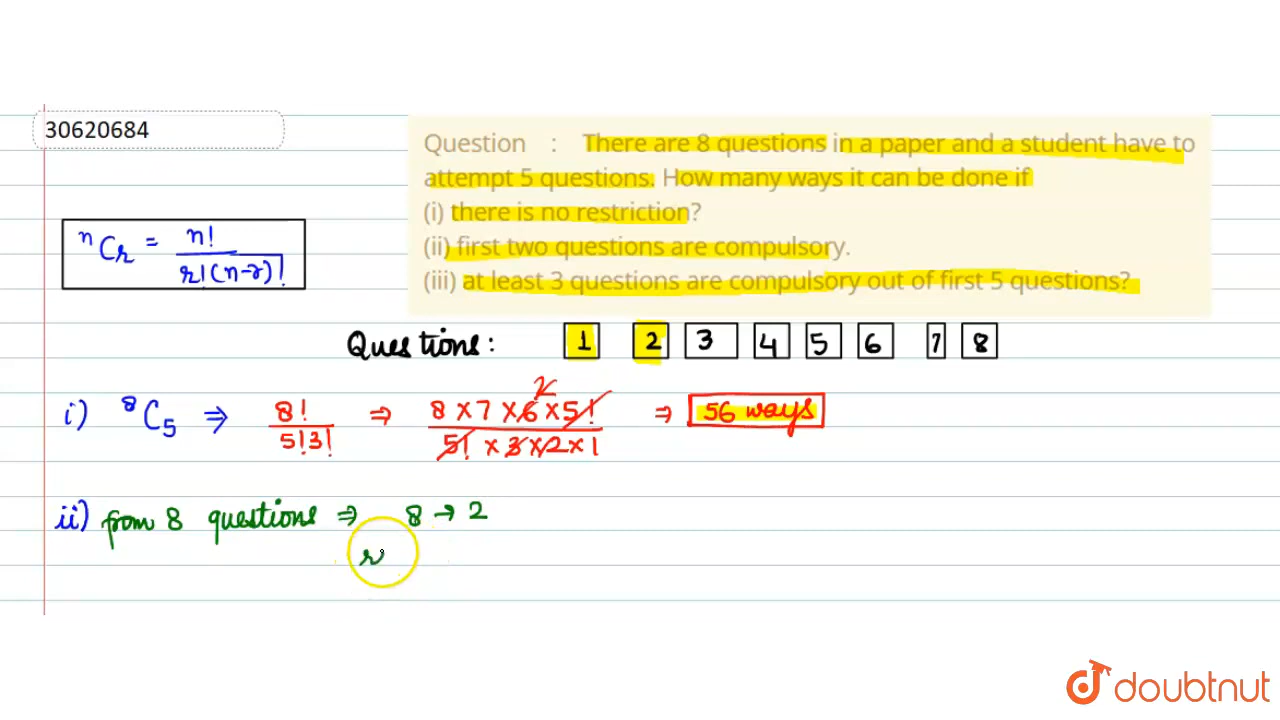 30620684
Question : There are 8 questions in a paper and a student have to
attempt 5 questions. How many ways it can be done if
(i) there is no restriction?
(ii) first two questions are compulsory.
(iii) at least 3 questions are compulsory out of first 5 questions?
ⁿCr = n! / r!(n-r)!
Questions: 1 2 3 4 5 6 7 8
i) ⁸C₅ ⇒ 8! / 5!3! ⇒ 8×7×6×5! / 5!×3×2×1 2 ⇒ 56 ways
ii) from 8 questions ⇒ 8 → 2
r
doubtnut